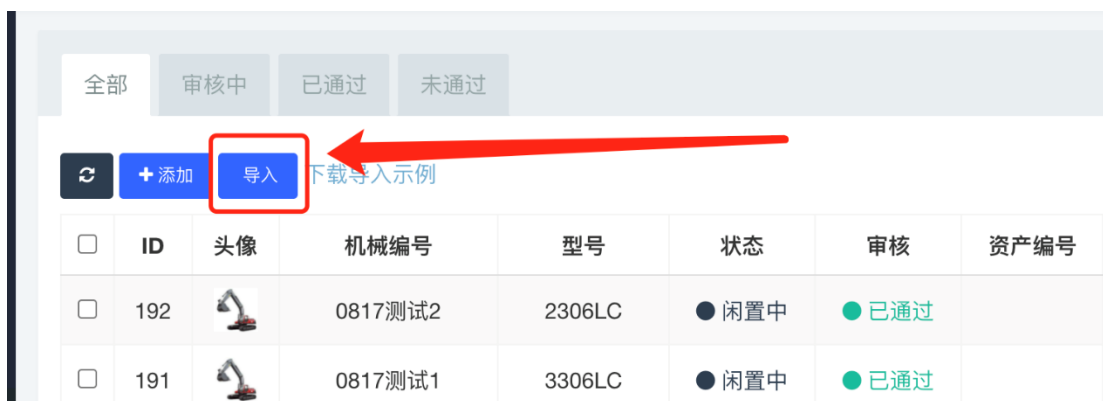 全部 审核中 已通过 未通过
添加 导入 下载导入示例
ID 头像 机械编号 型号 状态 审核 资产编号
192 0817测试2 2306LC 闲置中 已通过
191 0817测试1 3306LC 闲置中 已通过